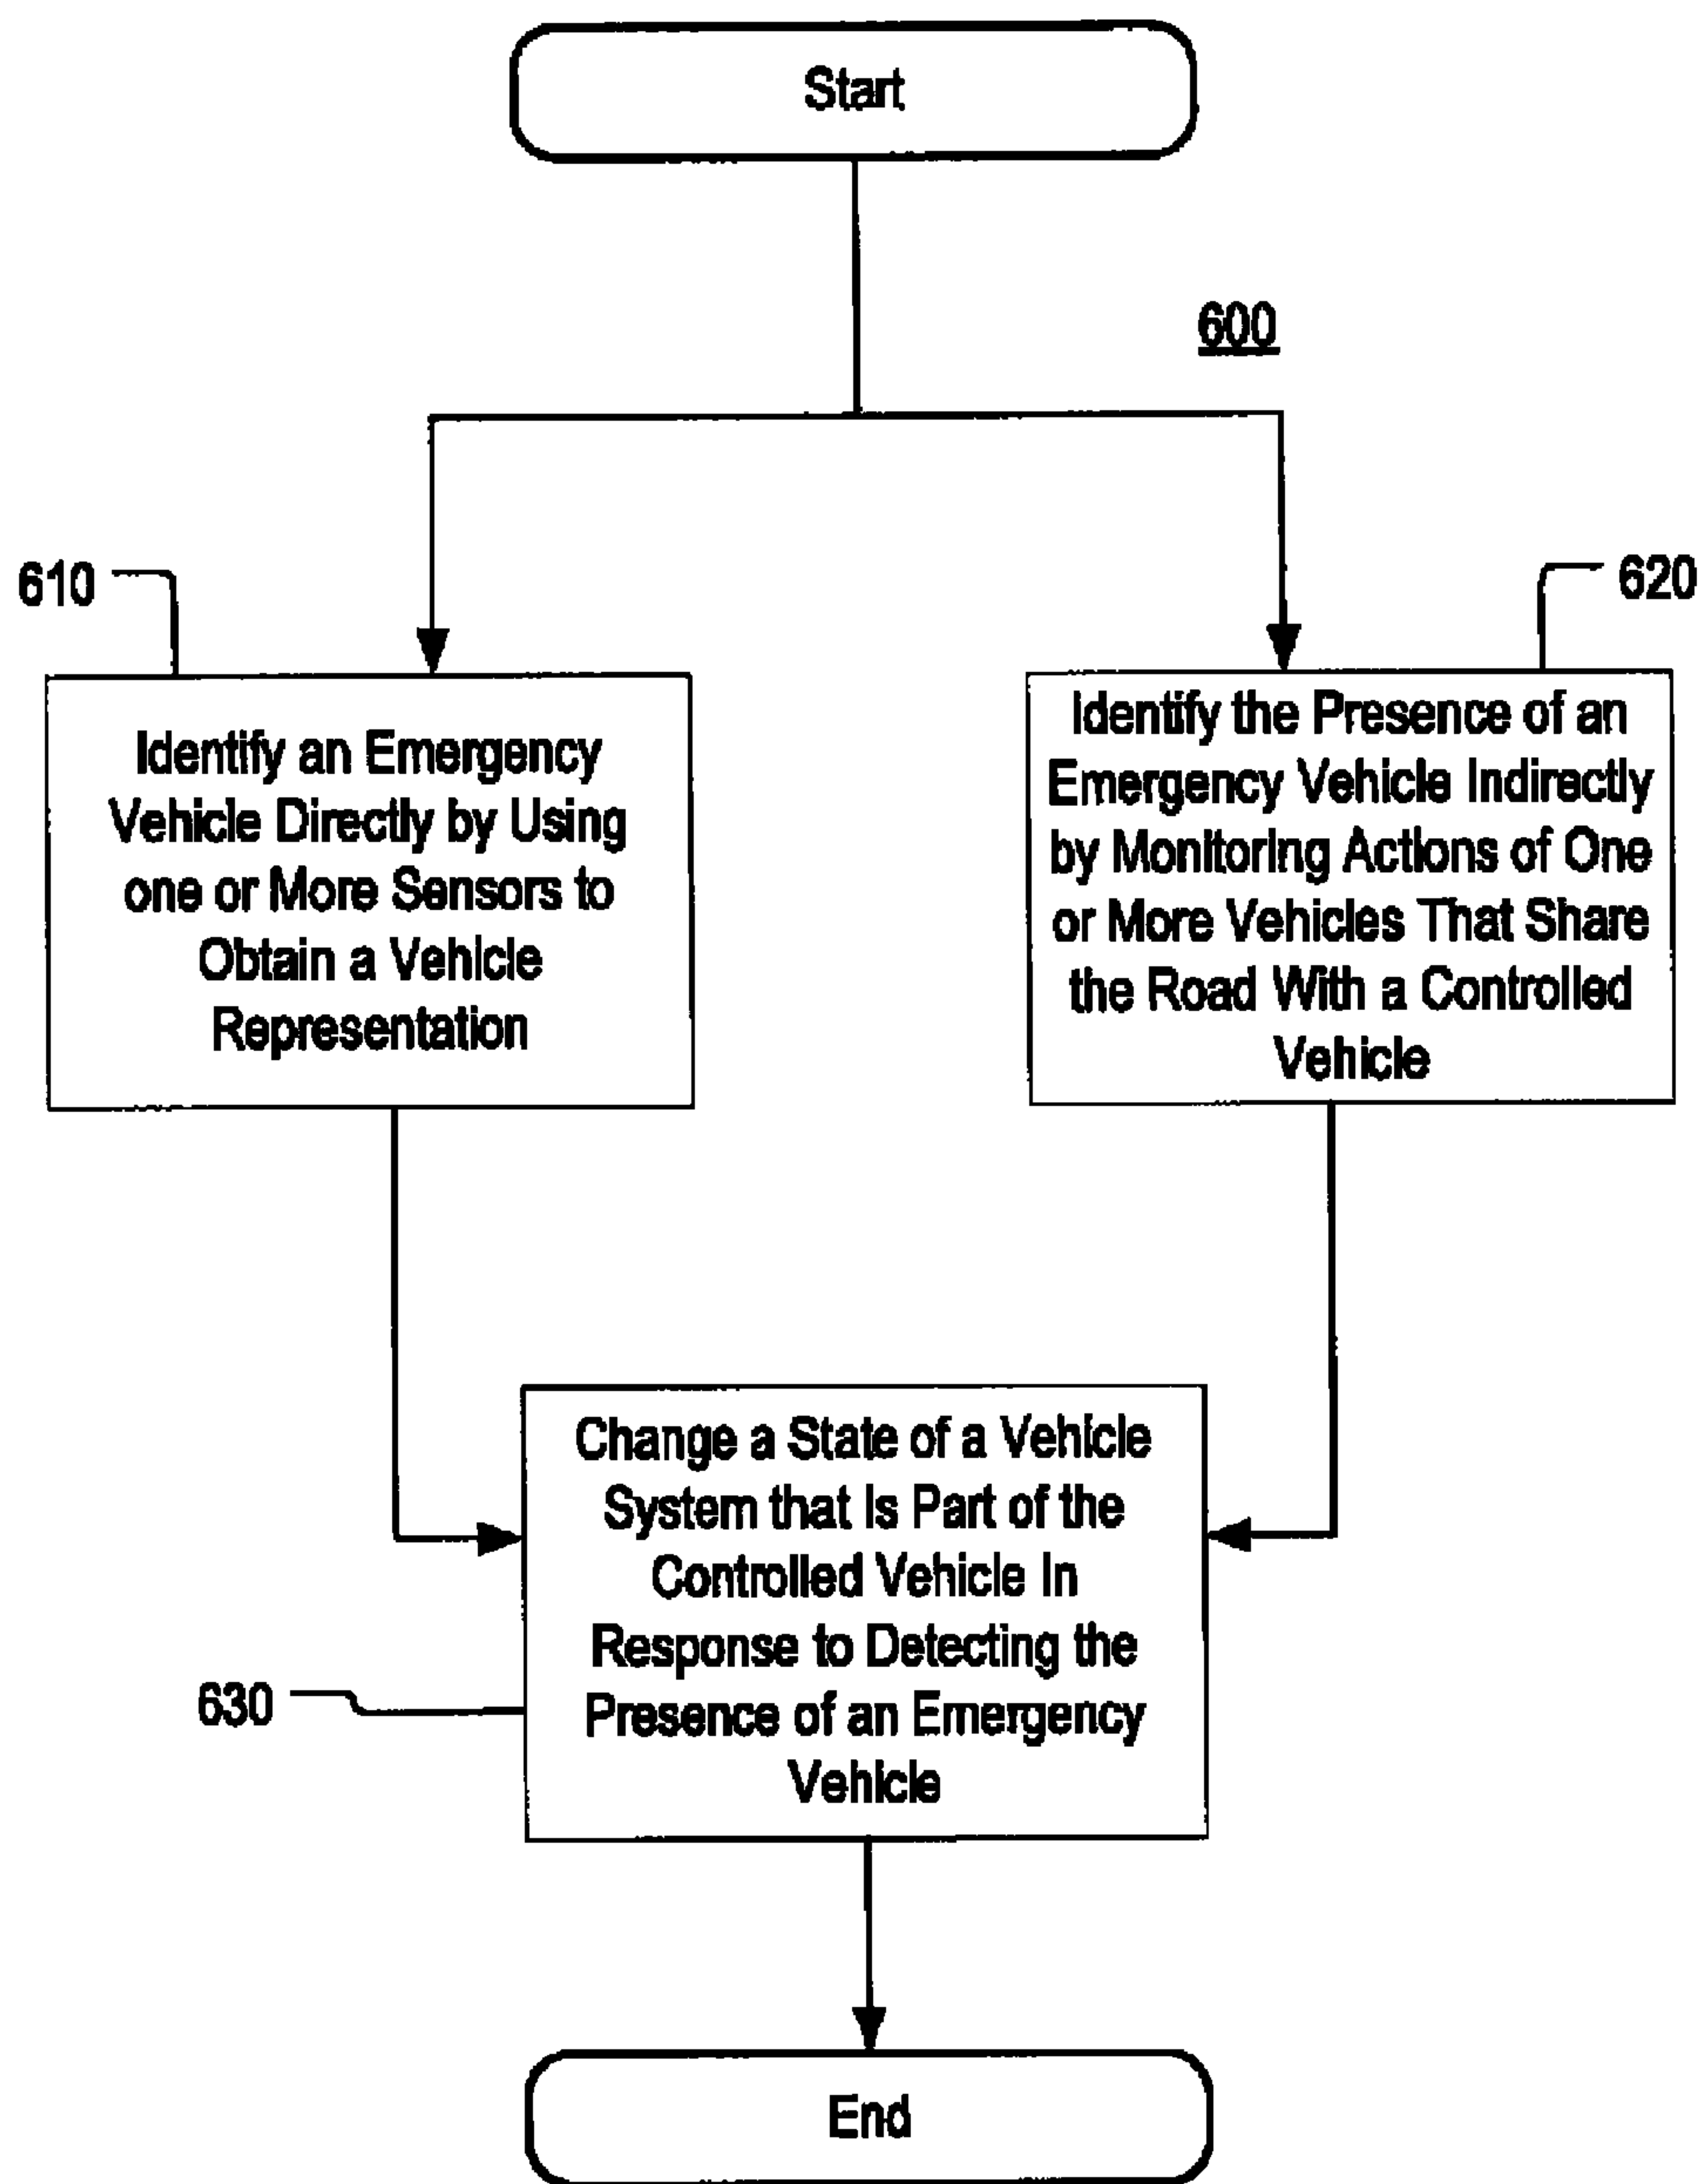 Start
600
610
Identify an Emergency
Vehicle Directly by Using
one or More Sensors to
Obtain a Vehicle
Representation
620
Identify the Presence of an
Emergency Vehicle Indirectly
by Monitoring Actions of One
or More Vehicles That Share
the Road With a Controlled
Vehicle
Change a State of a Vehicle
System that Is Part of the
Controlled Vehicle In
Response to Detecting the
Presence of an Emergency
Vehicle
630
End